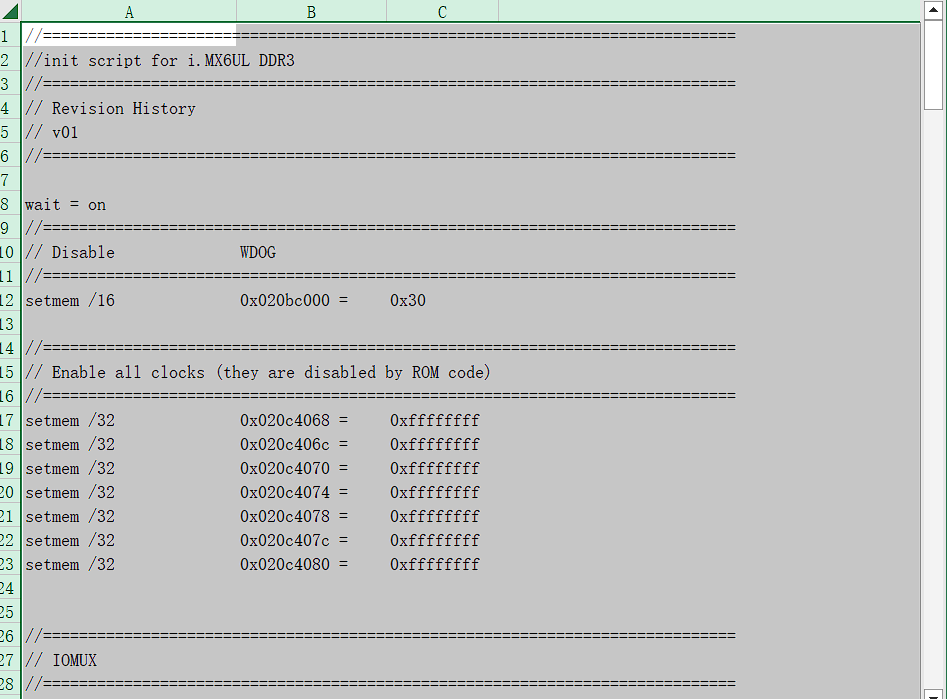 A B C
1 //=============================================================================
2 //init script for i.MX6UL DDR3
3 //=============================================================================
4 // Revision History
5 // v01
6 //=============================================================================
7
8 wait = on
9 //=============================================================================
10 // Disable WDOG
11 //=============================================================================
12 setmem /16 0x020bc000 = 0x30
13
14 //=============================================================================
15 // Enable all clocks (they are disabled by ROM code)
16 //=============================================================================
17 setmem /32 0x020c4068 = 0xffffffff
18 setmem /32 0x020c406c = 0xffffffff
19 setmem /32 0x020c4070 = 0xffffffff
20 setmem /32 0x020c4074 = 0xffffffff
21 setmem /32 0x020c4078 = 0xffffffff
22 setmem /32 0x020c407c = 0xffffffff
23 setmem /32 0x020c4080 = 0xffffffff
24
25
26 //=============================================================================
27 // IOMUX
28 //=============================================================================